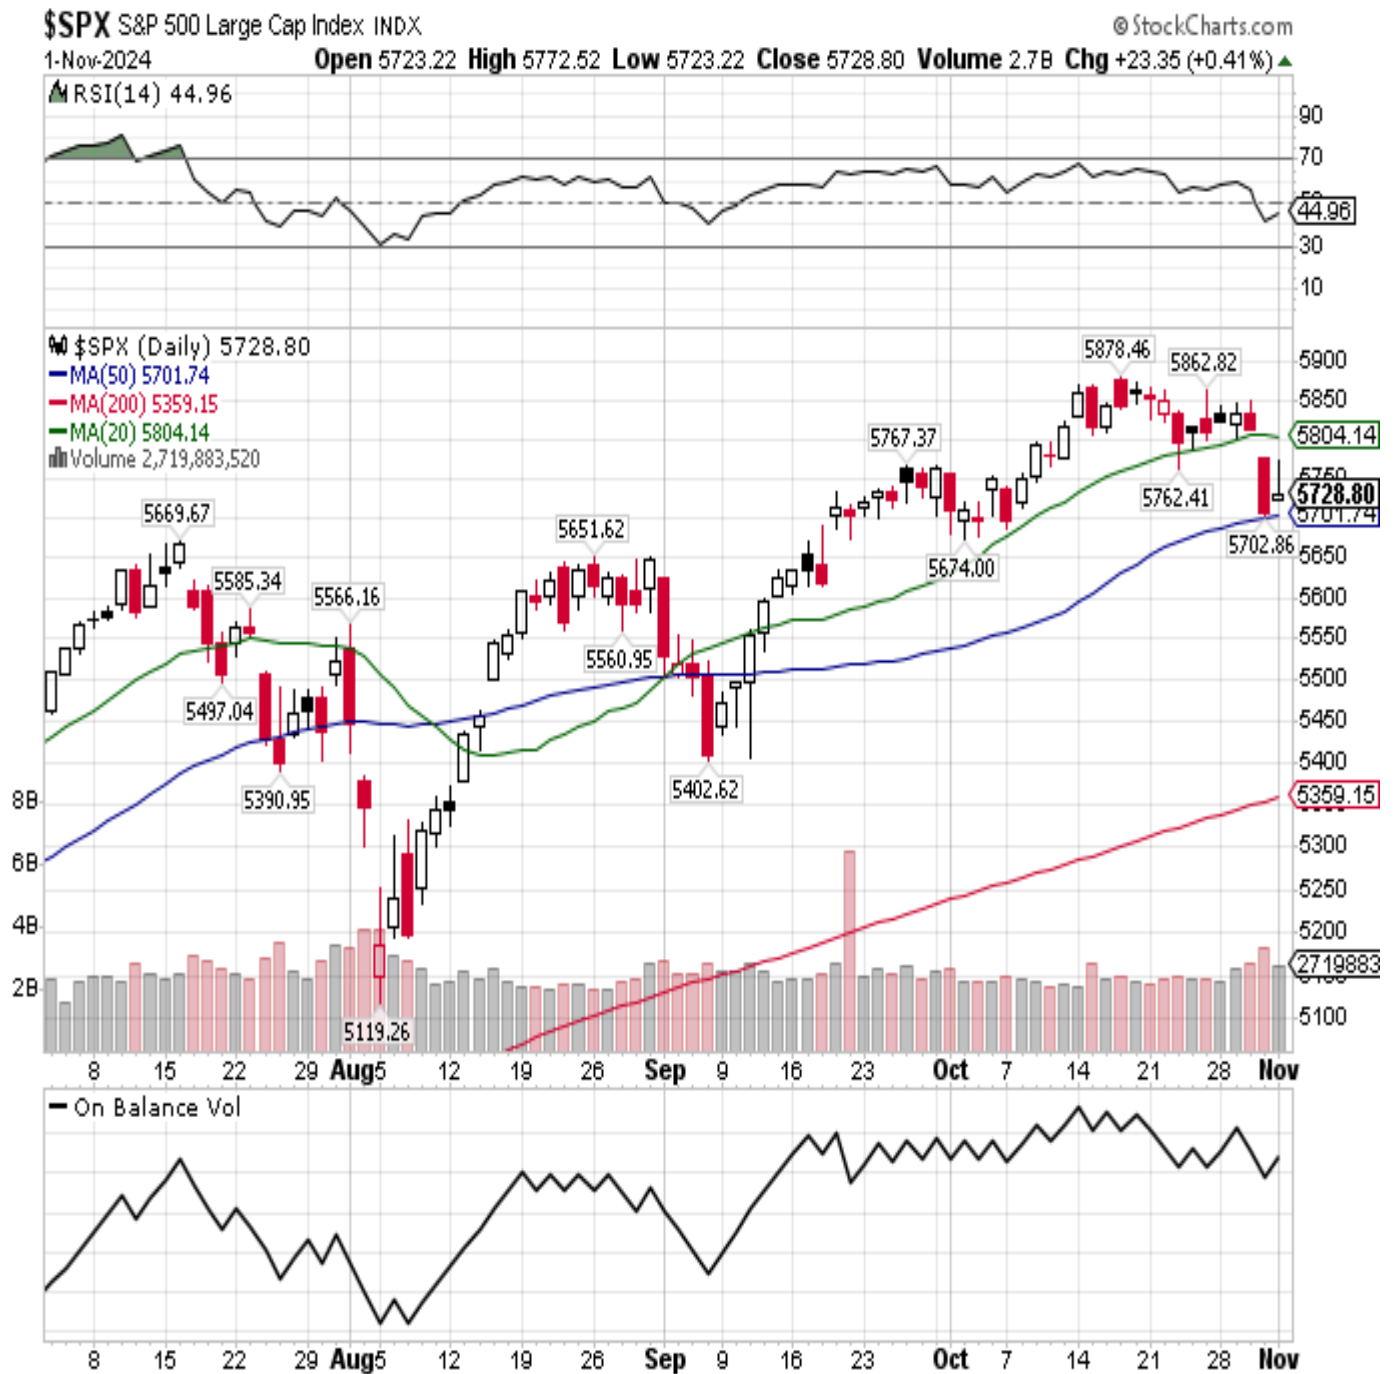 $SPX S&P 500 Large Cap Index INDX
© StockCharts.com
1-Nov-2024
Open 5723.22 High 5772.52 Low 5723.22 Close 5728.80 Volume 2.7B Chg +23.35 (+0.41%)
RSI(14) 44.96
90
70
50
44.96
30
10
$SPX (Daily) 5728.80
MA(50) 5701.74
MA(200) 5359.15
MA(20) 5804.14
Volume 2,719,883,520
5878.46
5862.82
5767.37
5762.41
5702.86
5674.00
5669.67
5651.62
5585.34
5566.16
5560.95
5497.04
5402.62
5390.95
5119.26
5900
5850
5804.14
5750
5728.80
5701.74
5650
5600
5550
5500
5450
5400
5359.15
5300
5250
5200
2719883
5100
8B
6B
4B
2B
8 15 22 29 Aug 5 12 19 26 Sep 9 16 23 Oct 7 14 21 28 Nov
On Balance Vol
8 15 22 29 Aug 5 12 19 26 Sep 9 16 23 Oct 7 14 21 28 Nov